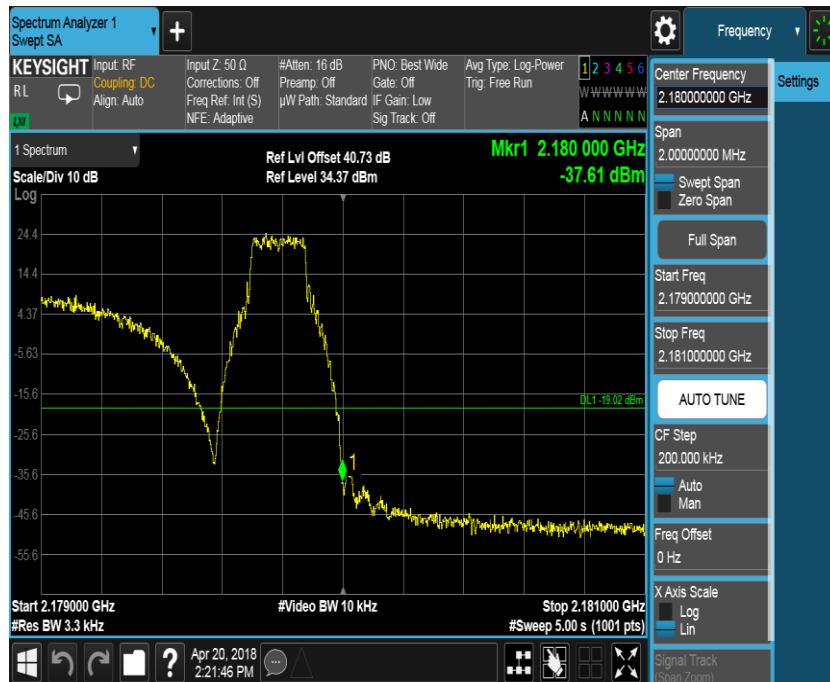 Spectrum Analyzer 1
Swept SA
+
Frequency
KEYSIGHT
RL
LXI
Input: RF
Coupling: DC
Align: Auto
Input Z: 50 Ω
Corrections: Off
Freq Ref: Int (S)
NFE: Adaptive
#Atten: 16 dB
Preamp: Off
µW Path: Standard
PNO: Best Wide
Gate: Off
IF Gain: Low
Sig Track: Off
Avg Type: Log-Power
Trig: Free Run
1 2 3 4 5 6
W W W W W W
A N N N N N
1 Spectrum
Scale/Div 10 dB
Log
Ref Lvl Offset 40.73 dB
Ref Level 34.37 dBm
Mkr1 2.180 000 GHz
-37.61 dBm
24.4
14.4
4.37
-5.63
-15.6
-25.6
-35.6
-45.6
-55.6
DL1 -19.02 dBm
1
Start 2.179000 GHz
#Res BW 3.3 kHz
#Video BW 10 kHz
Stop 2.181000 GHz
#Sweep 5.00 s (1001 pts)
Center Frequency
2.180000000 GHz
Span
2.00000000 MHz
Swept Span
Zero Span
Full Span
Start Freq
2.179000000 GHz
Stop Freq
2.181000000 GHz
AUTO TUNE
CF Step
200.000 kHz
Auto
Man
Freq Offset
0 Hz
X Axis Scale
Log
Lin
Signal Track
(Span Zoom)
Settings
?
Apr 20, 2018
2:21:46 PM